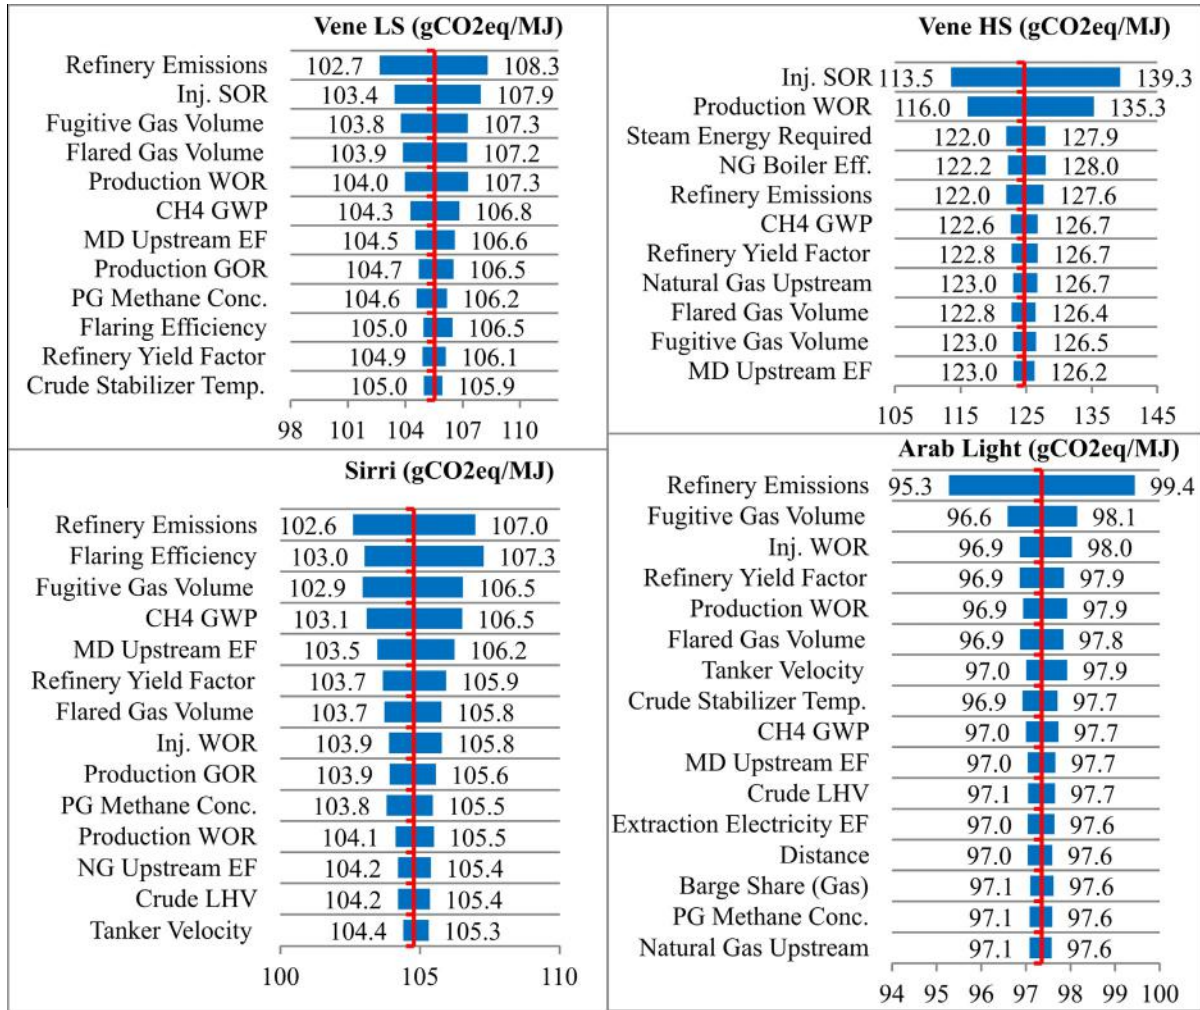 Vene LS (gCO2eq/MJ)
Refinery Emissions 102.7 108.3
Inj. SOR 103.4 107.9
Fugitive Gas Volume 103.8 107.3
Flared Gas Volume 103.9 107.2
Production WOR 104.0 107.3
CH4 GWP 104.3 106.8
MD Upstream EF 104.5 106.6
Production GOR 104.7 106.5
PG Methane Conc. 104.6 106.2
Flaring Efficiency 105.0 106.5
Refinery Yield Factor 104.9 106.1
Crude Stabilizer Temp. 105.0 105.9
98 101 104 107 110
Vene HS (gCO2eq/MJ)
Inj. SOR 113.5 139.3
Production WOR 116.0 135.3
Steam Energy Required 122.0 127.9
NG Boiler Eff. 122.2 128.0
Refinery Emissions 122.0 127.6
CH4 GWP 122.6 126.7
Refinery Yield Factor 122.8 126.7
Natural Gas Upstream 123.0 126.7
Flared Gas Volume 122.8 126.4
Fugitive Gas Volume 123.0 126.5
MD Upstream EF 123.0 126.2
105 115 125 135 145
Sirri (gCO2eq/MJ)
Refinery Emissions 102.6 107.0
Flaring Efficiency 103.0 107.3
Fugitive Gas Volume 102.9 106.5
CH4 GWP 103.1 106.5
MD Upstream EF 103.5 106.2
Refinery Yield Factor 103.7 105.9
Flared Gas Volume 103.7 105.8
Inj. WOR 103.9 105.8
Production GOR 103.9 105.6
PG Methane Conc. 103.8 105.5
Production WOR 104.1 105.5
NG Upstream EF 104.2 105.4
Crude LHV 104.2 105.4
Tanker Velocity 104.4 105.3
100 105 110
Arab Light (gCO2eq/MJ)
Refinery Emissions 95.3 99.4
Fugitive Gas Volume 96.6 98.1
Inj. WOR 96.9 98.0
Refinery Yield Factor 96.9 97.9
Production WOR 96.9 97.9
Flared Gas Volume 96.9 97.8
Tanker Velocity 97.0 97.9
Crude Stabilizer Temp. 96.9 97.7
CH4 GWP 97.0 97.7
MD Upstream EF 97.0 97.7
Crude LHV 97.1 97.7
Extraction Electricity EF 97.0 97.6
Distance 97.0 97.6
Barge Share (Gas) 97.1 97.6
PG Methane Conc. 97.1 97.6
Natural Gas Upstream 97.1 97.6
94 95 96 97 98 99 100